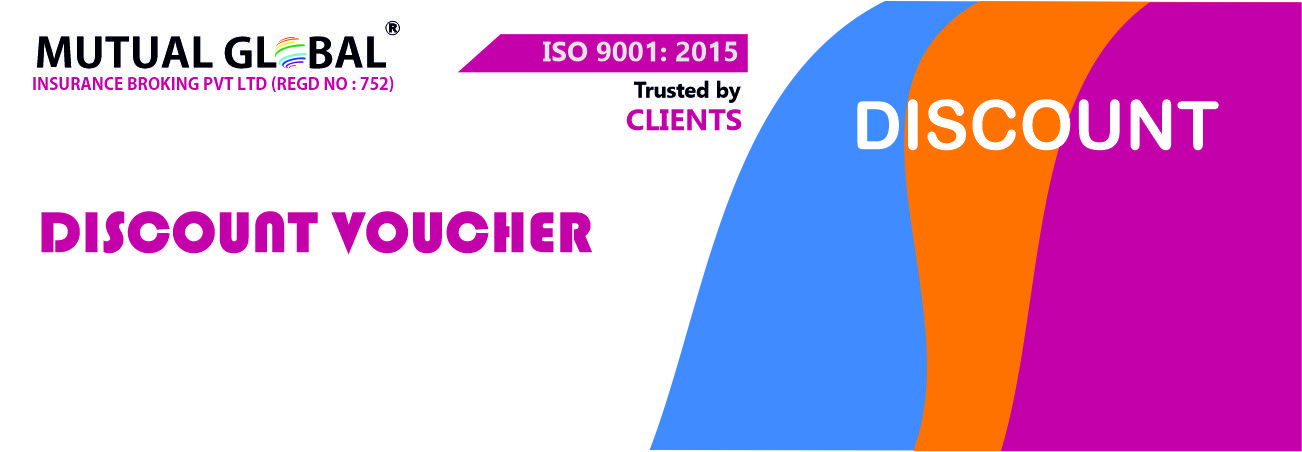 MUTUAL GLOBAL®
INSURANCE BROKING PVT LTD (REGD NO : 752)
ISO 9001: 2015
Trusted by
CLIENTS
DISCOUNT
DISCOUNT VOUCHER